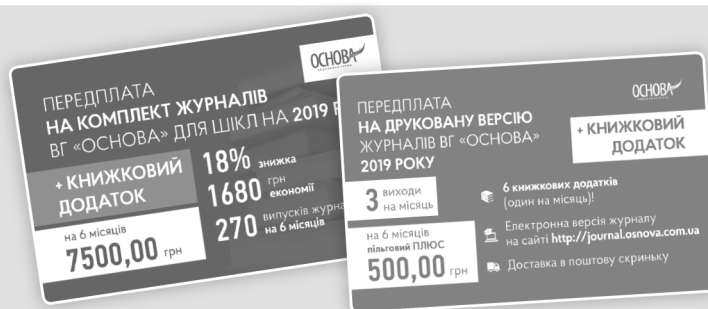 ОСНОВА
ПЕРЕДПЛАТА
НА КОМПЛЕКТ ЖУРНАЛІВ
ВГ «ОСНОВА» ДЛЯ ШКІЛ НА 2019
+ КНИЖКОВИЙ
ДОДАТОК
на 6 місяців
7500,00 грн
18% знижка
1680 грн економії
270 випусків
на 6 місяців
ОСНОВА
ПЕРЕДПЛАТА
НА ДРУКОВАНУ ВЕРСІЮ
ЖУРНАЛІВ ВГ «ОСНОВА»
2019 РОКУ
+ КНИЖКОВИЙ
ДОДАТОК
3 виходи
на місяць
на 6 місяців
пільговий ПЛЮС
500,00 грн
6 книжкових додатків
(один на місяць)!
Електронна версія журналу
на сайті http://journal.osnova.com.ua
Доставка в поштову скриньку